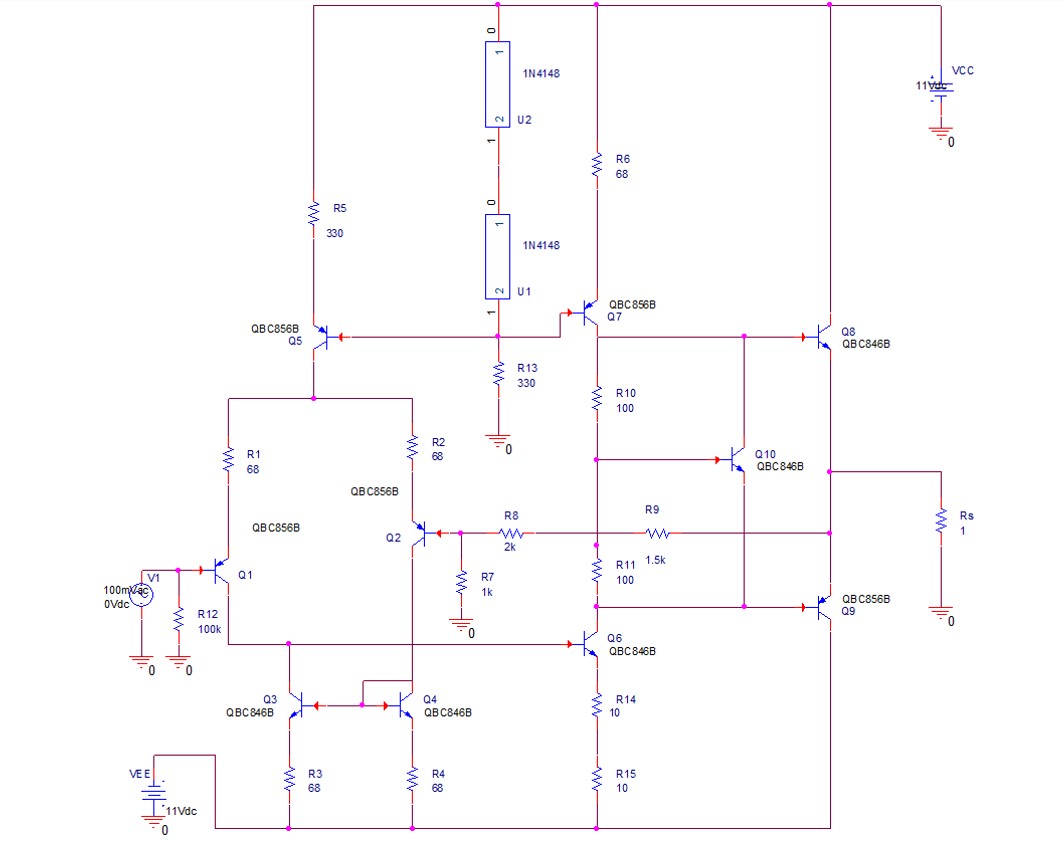 0
1
1N4148
2
U2
1
VCC
11Vdc
0
R6
68
R5
330
0
1
1N4148
2
U1
1
QBC856B
Q7
QBC856B
Q5
Q8
QBC846B
R13
330
0
R10
100
R1
68
R2
68
Q10
QBC846B
QBC856B
QBC856B
Q2
R8
2k
R9
1.5k
Rs
1
0
Q1
V1
100mVac
0Vdc
R12
100k
0
0
R7
1k
0
R11
100
QBC856B
Q9
Q6
QBC846B
Q3
QBC846B
Q4
QBC846B
R14
10
R3
68
R4
68
R15
10
VEE
11Vdc
0